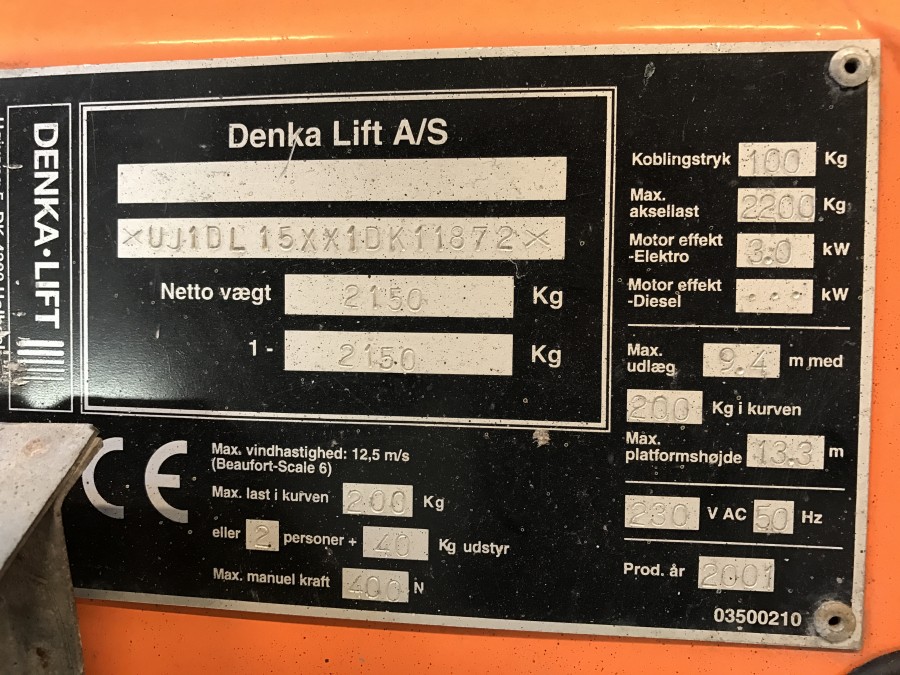 DENKA·LIFT
Denka Lift A/S
×UJ1DL15XX1DK11872×
Netto vægt 2150 Kg
1 - 2150 Kg
CE
Max. vindhastighed: 12,5 m/s
(Beaufort-Scale 6)
Max. last i kurven 200 Kg
eller 2 personer + 40 Kg udstyr
Max. manuel kraft 400 N
Koblingstryk 100 Kg
Max.
aksellast 2200 Kg
Motor effekt
-Elektro 3.0 kW
Motor effekt
-Diesel ... kW
Max.
udlæg 9.4 m med
200 Kg i kurven
Max.
platformshøjde 13.3 m
230 V AC 50 Hz
Prod. år 2001
03500210